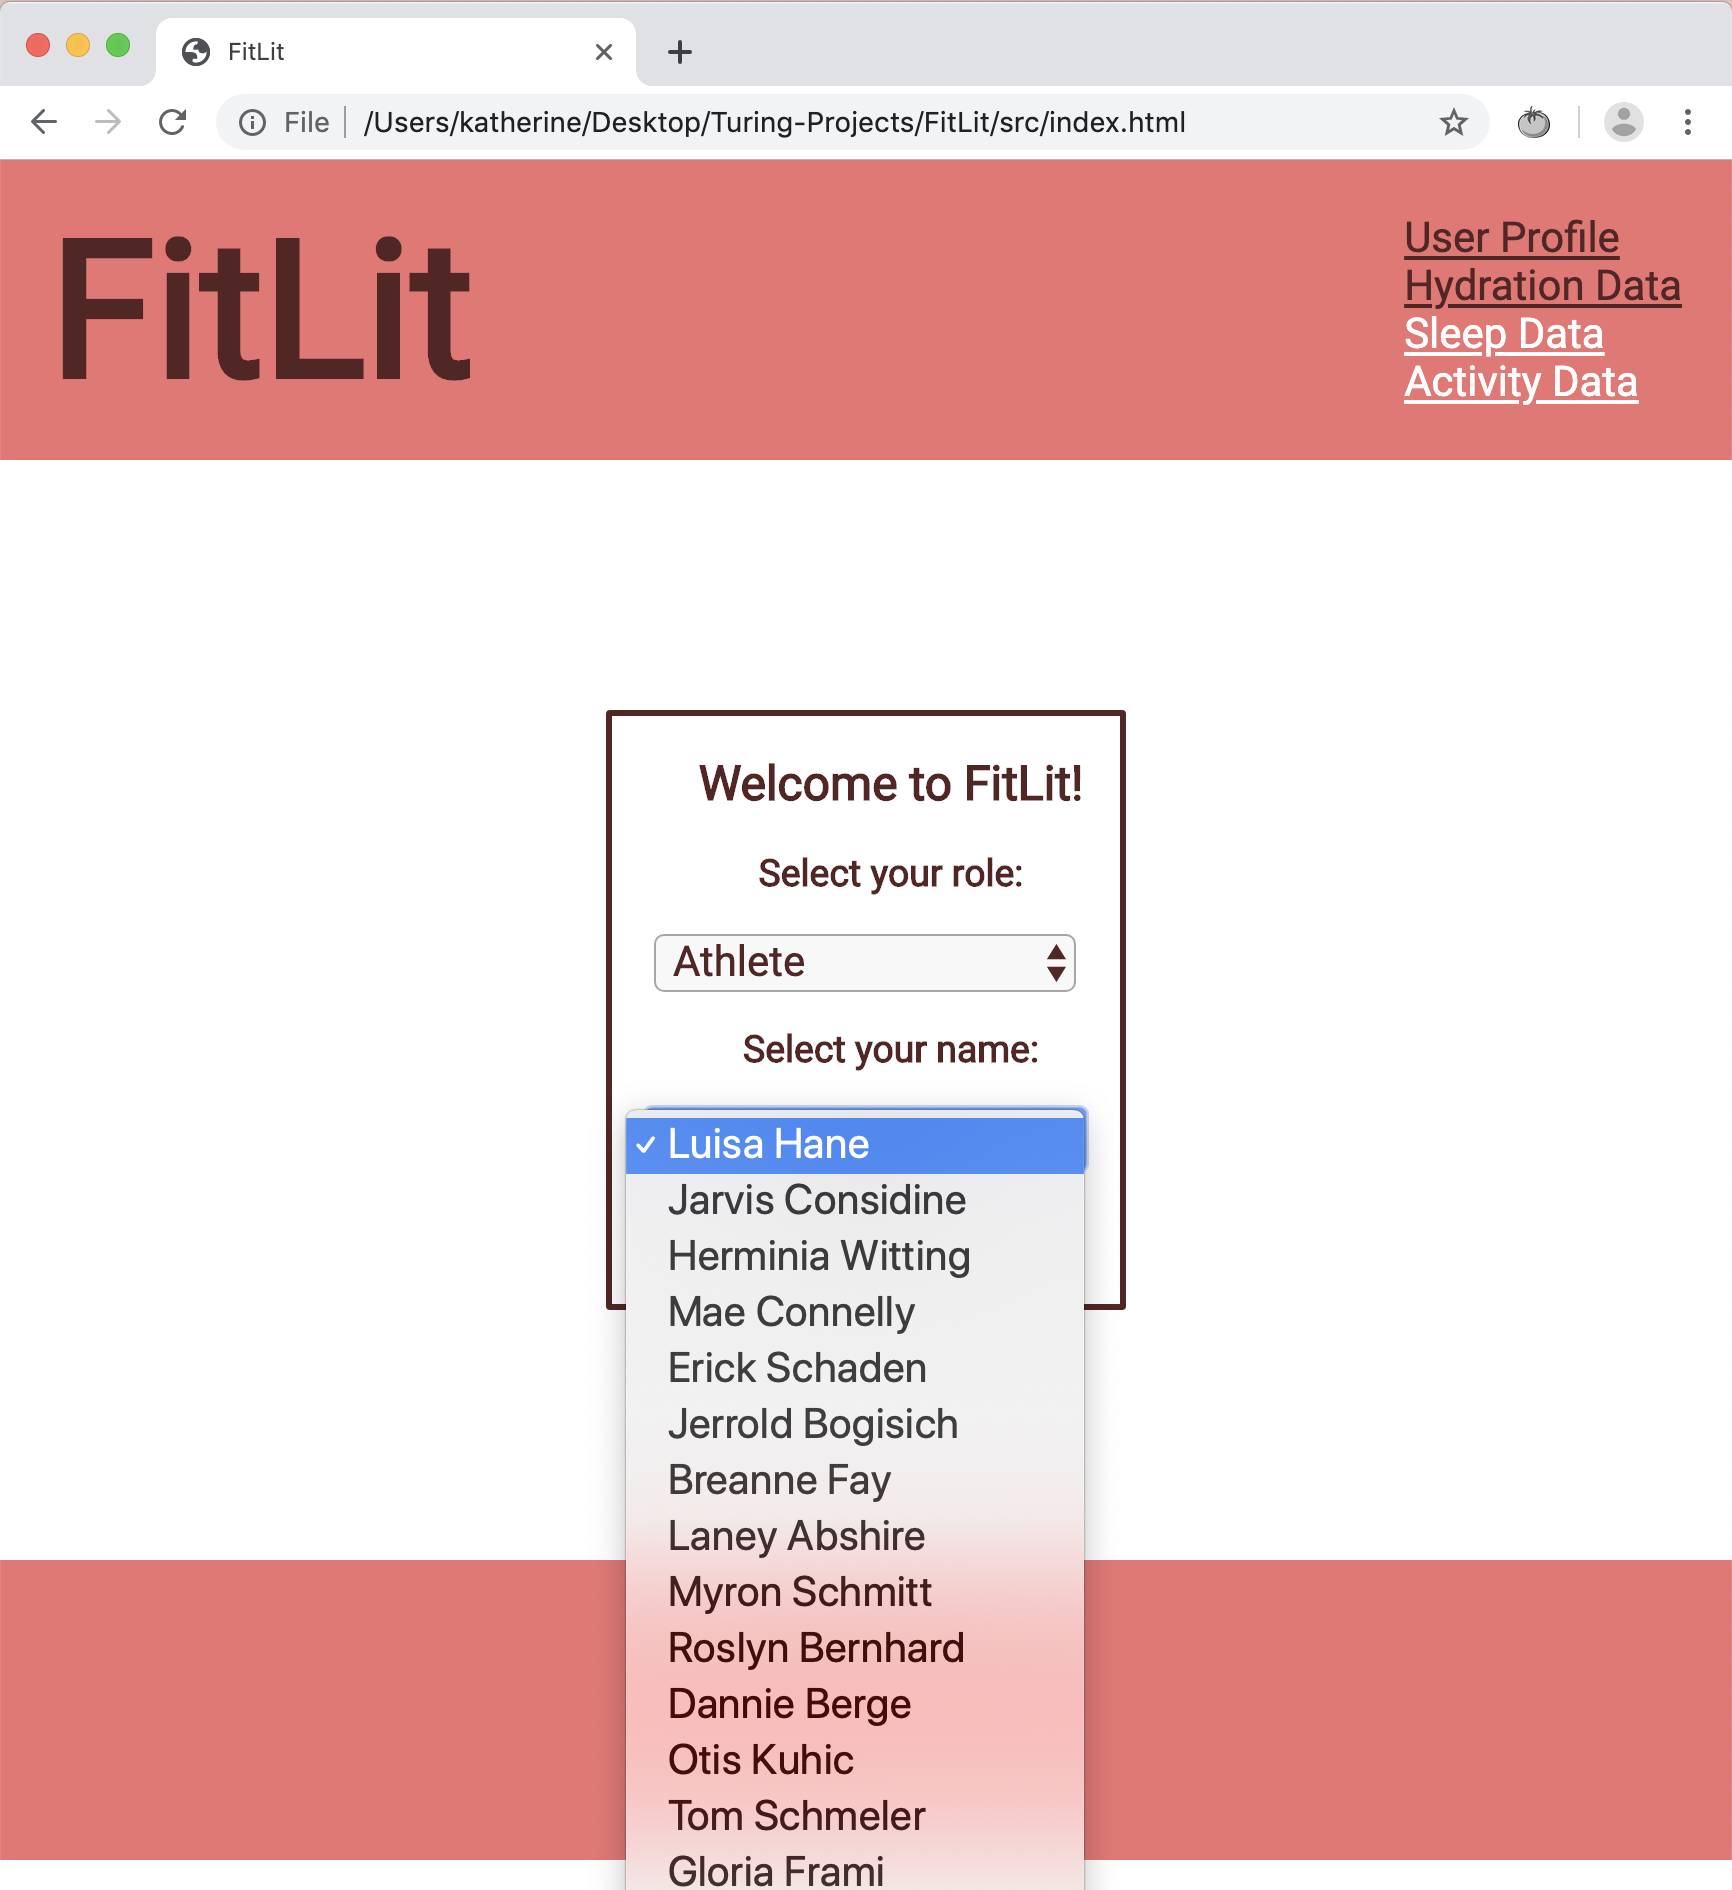 FitLit
File
/Users/katherine/Desktop/Turing-Projects/FitLit/src/index.html
FitLit
User Profile
Hydration Data
Sleep Data
Activity Data
Welcome to FitLit!
Select your role:
Athlete
Select your name:
Luisa Hane
Jarvis Considine
Herminia Witting
Mae Connelly
Erick Schaden
Jerrold Bogisich
Breanne Fay
Laney Abshire
Myron Schmitt
Roslyn Bernhard
Dannie Berge
Otis Kuhic
Tom Schmeler
Gloria Frami